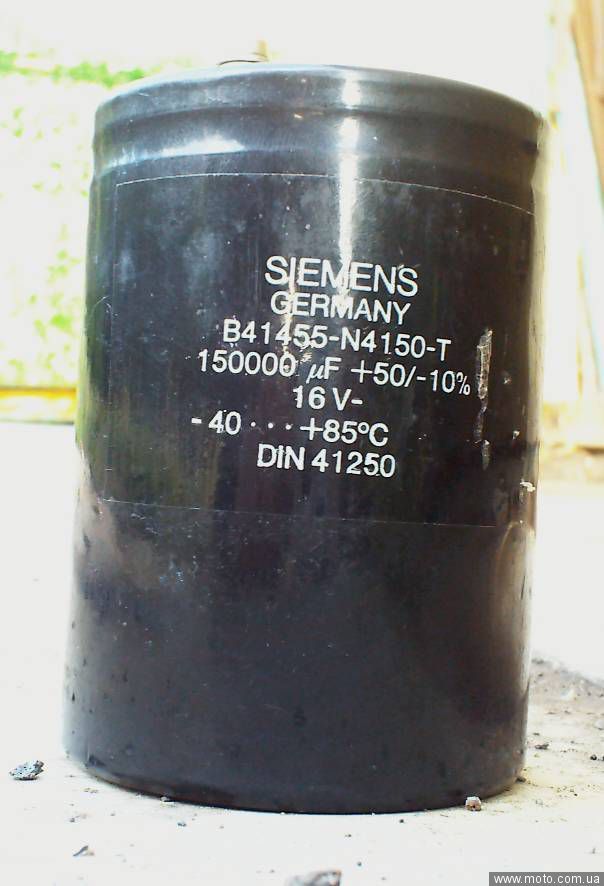 SIEMENS
GERMANY
B41455-N4150-T
150000 µF +50/-10%
16 V-
- 40 · · · +85°C
DIN 41250
www.moto.com.ua